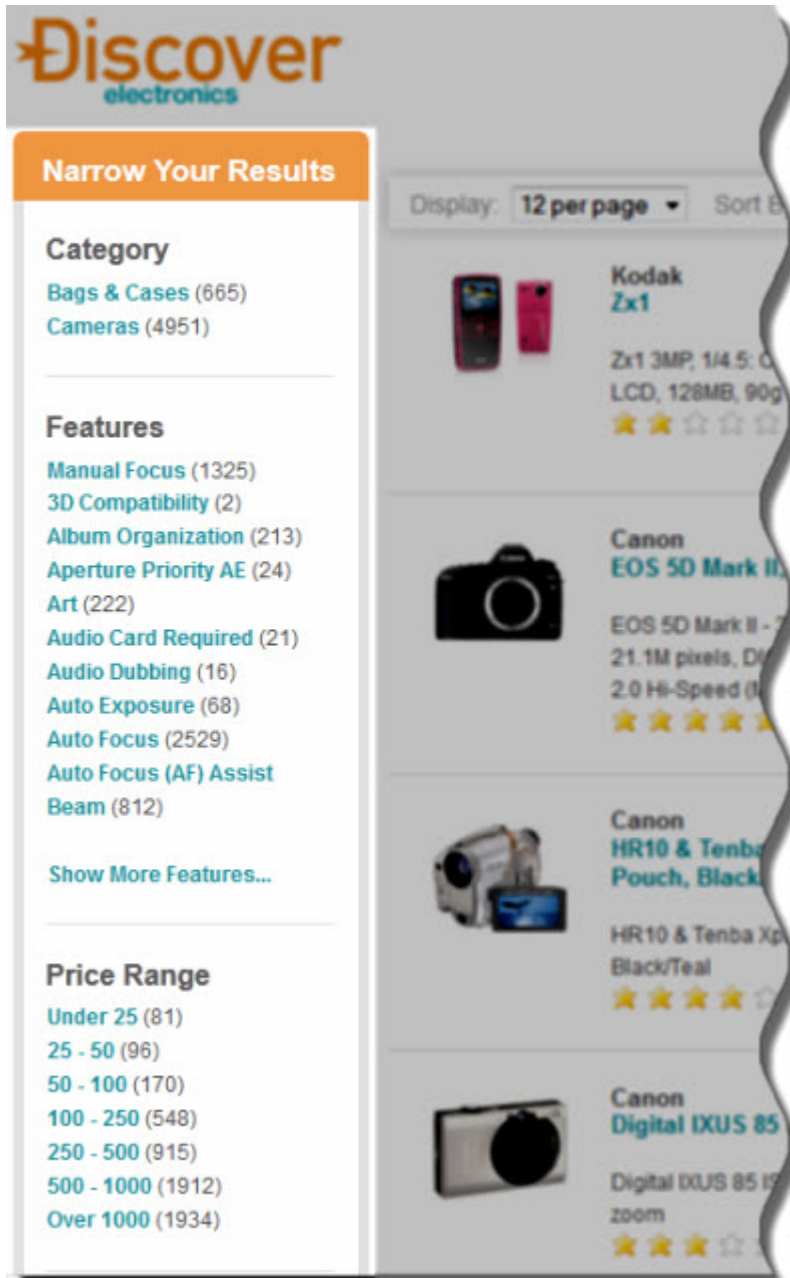 Discover
electronics
Narrow Your Results
Category
Bags & Cases (665)
Cameras (4951)
Features
Manual Focus (1325)
3D Compatibility (2)
Album Organization (213)
Aperture Priority AE (24)
Art (222)
Audio Card Required (21)
Audio Dubbing (16)
Auto Exposure (68)
Auto Focus (2529)
Auto Focus (AF) Assist
Beam (812)
Show More Features...
Price Range
Under 25 (81)
25 - 50 (96)
50 - 100 (170)
100 - 250 (548)
250 - 500 (915)
500 - 1000 (1912)
Over 1000 (1934)
Display: 12 per page Sort
Kodak
Zx1
Zx1 3MP, 1/4.5:
LCD, 128MB, 90g
Canon
EOS 5D Mark II,
EOS 5D Mark II -
21.1M pixels,
2.0 Hi-Speed
Canon
HR10 & Tenba
Pouch, Black
HR10 & Tenba
Black/Teal
Canon
Digital IXUS 85
Digital IXUS 85
zoom